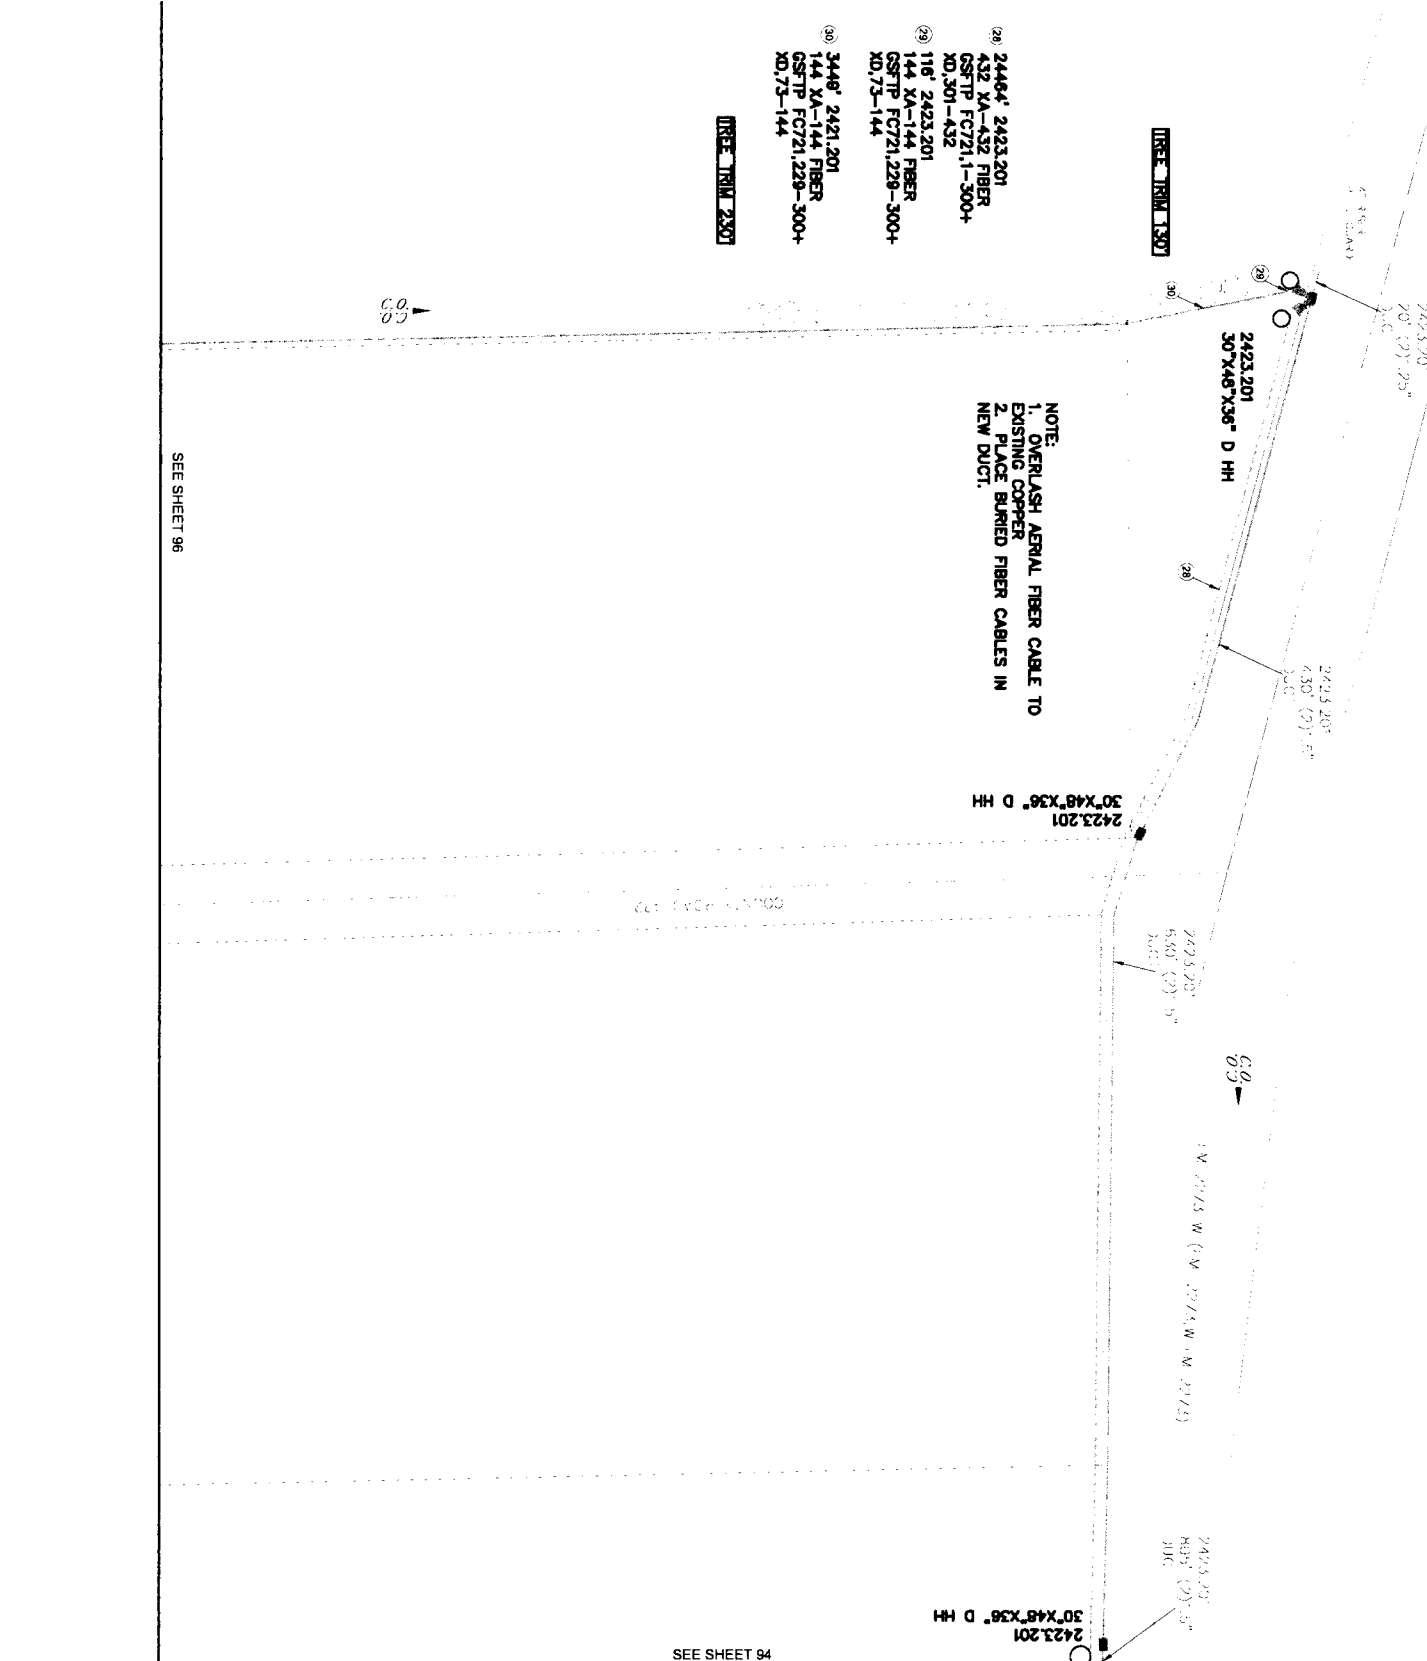 (28) 24464' 2423.201
432 XA-432 FIBER
GSFTP FC721,1-300+
XD,301-432
(29) 116' 2423.201
144 XA-144 FIBER
GSFTP FC721,229-300+
XD,73-144
(30) 3448' 2421.201
144 XA-144 FIBER
GSFTP FC721,229-300+
XD,73-144
TREE TRIM 130'
TREE TRIM 230'
(29)
(30)
2423.201
30"X48"X36" D HH
C.O.
C.O.
NOTE:
1. OVERLASH AERIAL FIBER CABLE TO
EXISTING COPPER
2. PLACE BURIED FIBER CABLES IN
NEW DUCT.
(28)
SEE SHEET 96
2423.201
30"X48"X36" D HH
C.O.
C.O.
2423.201
30"X48"X36" D HH
SEE SHEET 94